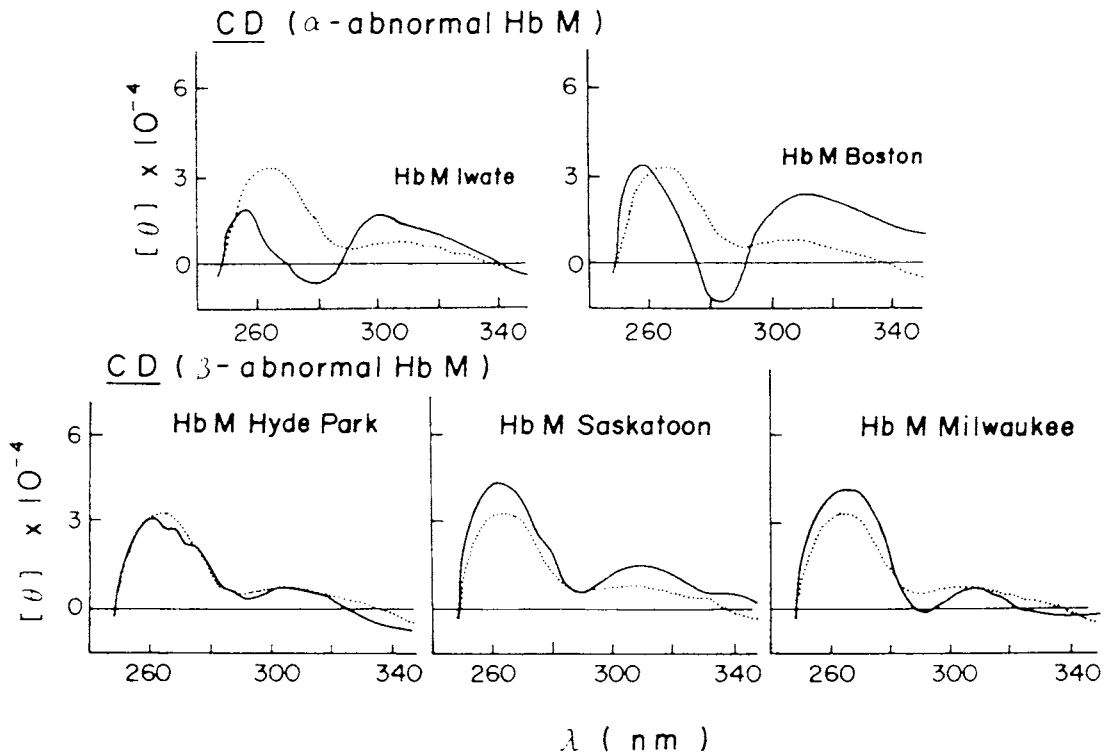 CD (α-abnormal Hb M)
[θ] x 10⁻⁴
6
3
0
Hb M Iwate
260 300 340
6
3
0
Hb M Boston
260 300 340
CD (β-abnormal Hb M)
[θ] x 10⁻⁴
6
3
0
Hb M Hyde Park
260 300 340
Hb M Saskatoon
260 300 340
Hb M Milwaukee
260 300 340
λ (nm)